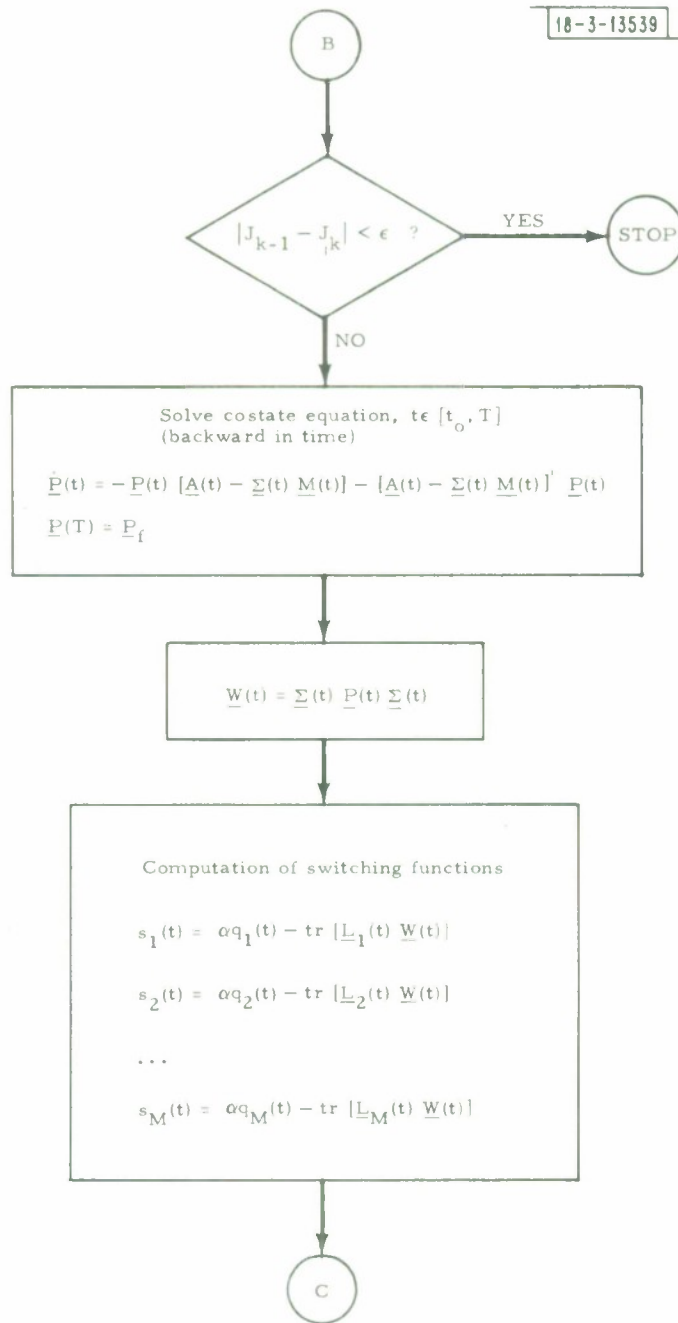 18-3-13539
B
|J_{k-1} − J_k| < ϵ ?
YES
STOP
NO
Solve costate equation, tϵ [t_o, T]
(backward in time)
Ṗ(t) = − P(t) [A(t) − Σ(t) M(t)] − [A(t) − Σ(t) M(t)]' P(t)
P(T) = P_f
W(t) = Σ(t) P(t) Σ(t)
Computation of switching functions
s_1(t) = αq_1(t) − tr [L_1(t) W(t)]
s_2(t) = αq_2(t) − tr [L_2(t) W(t)]
...
s_M(t) = αq_M(t) − tr [L_M(t) W(t)]
C